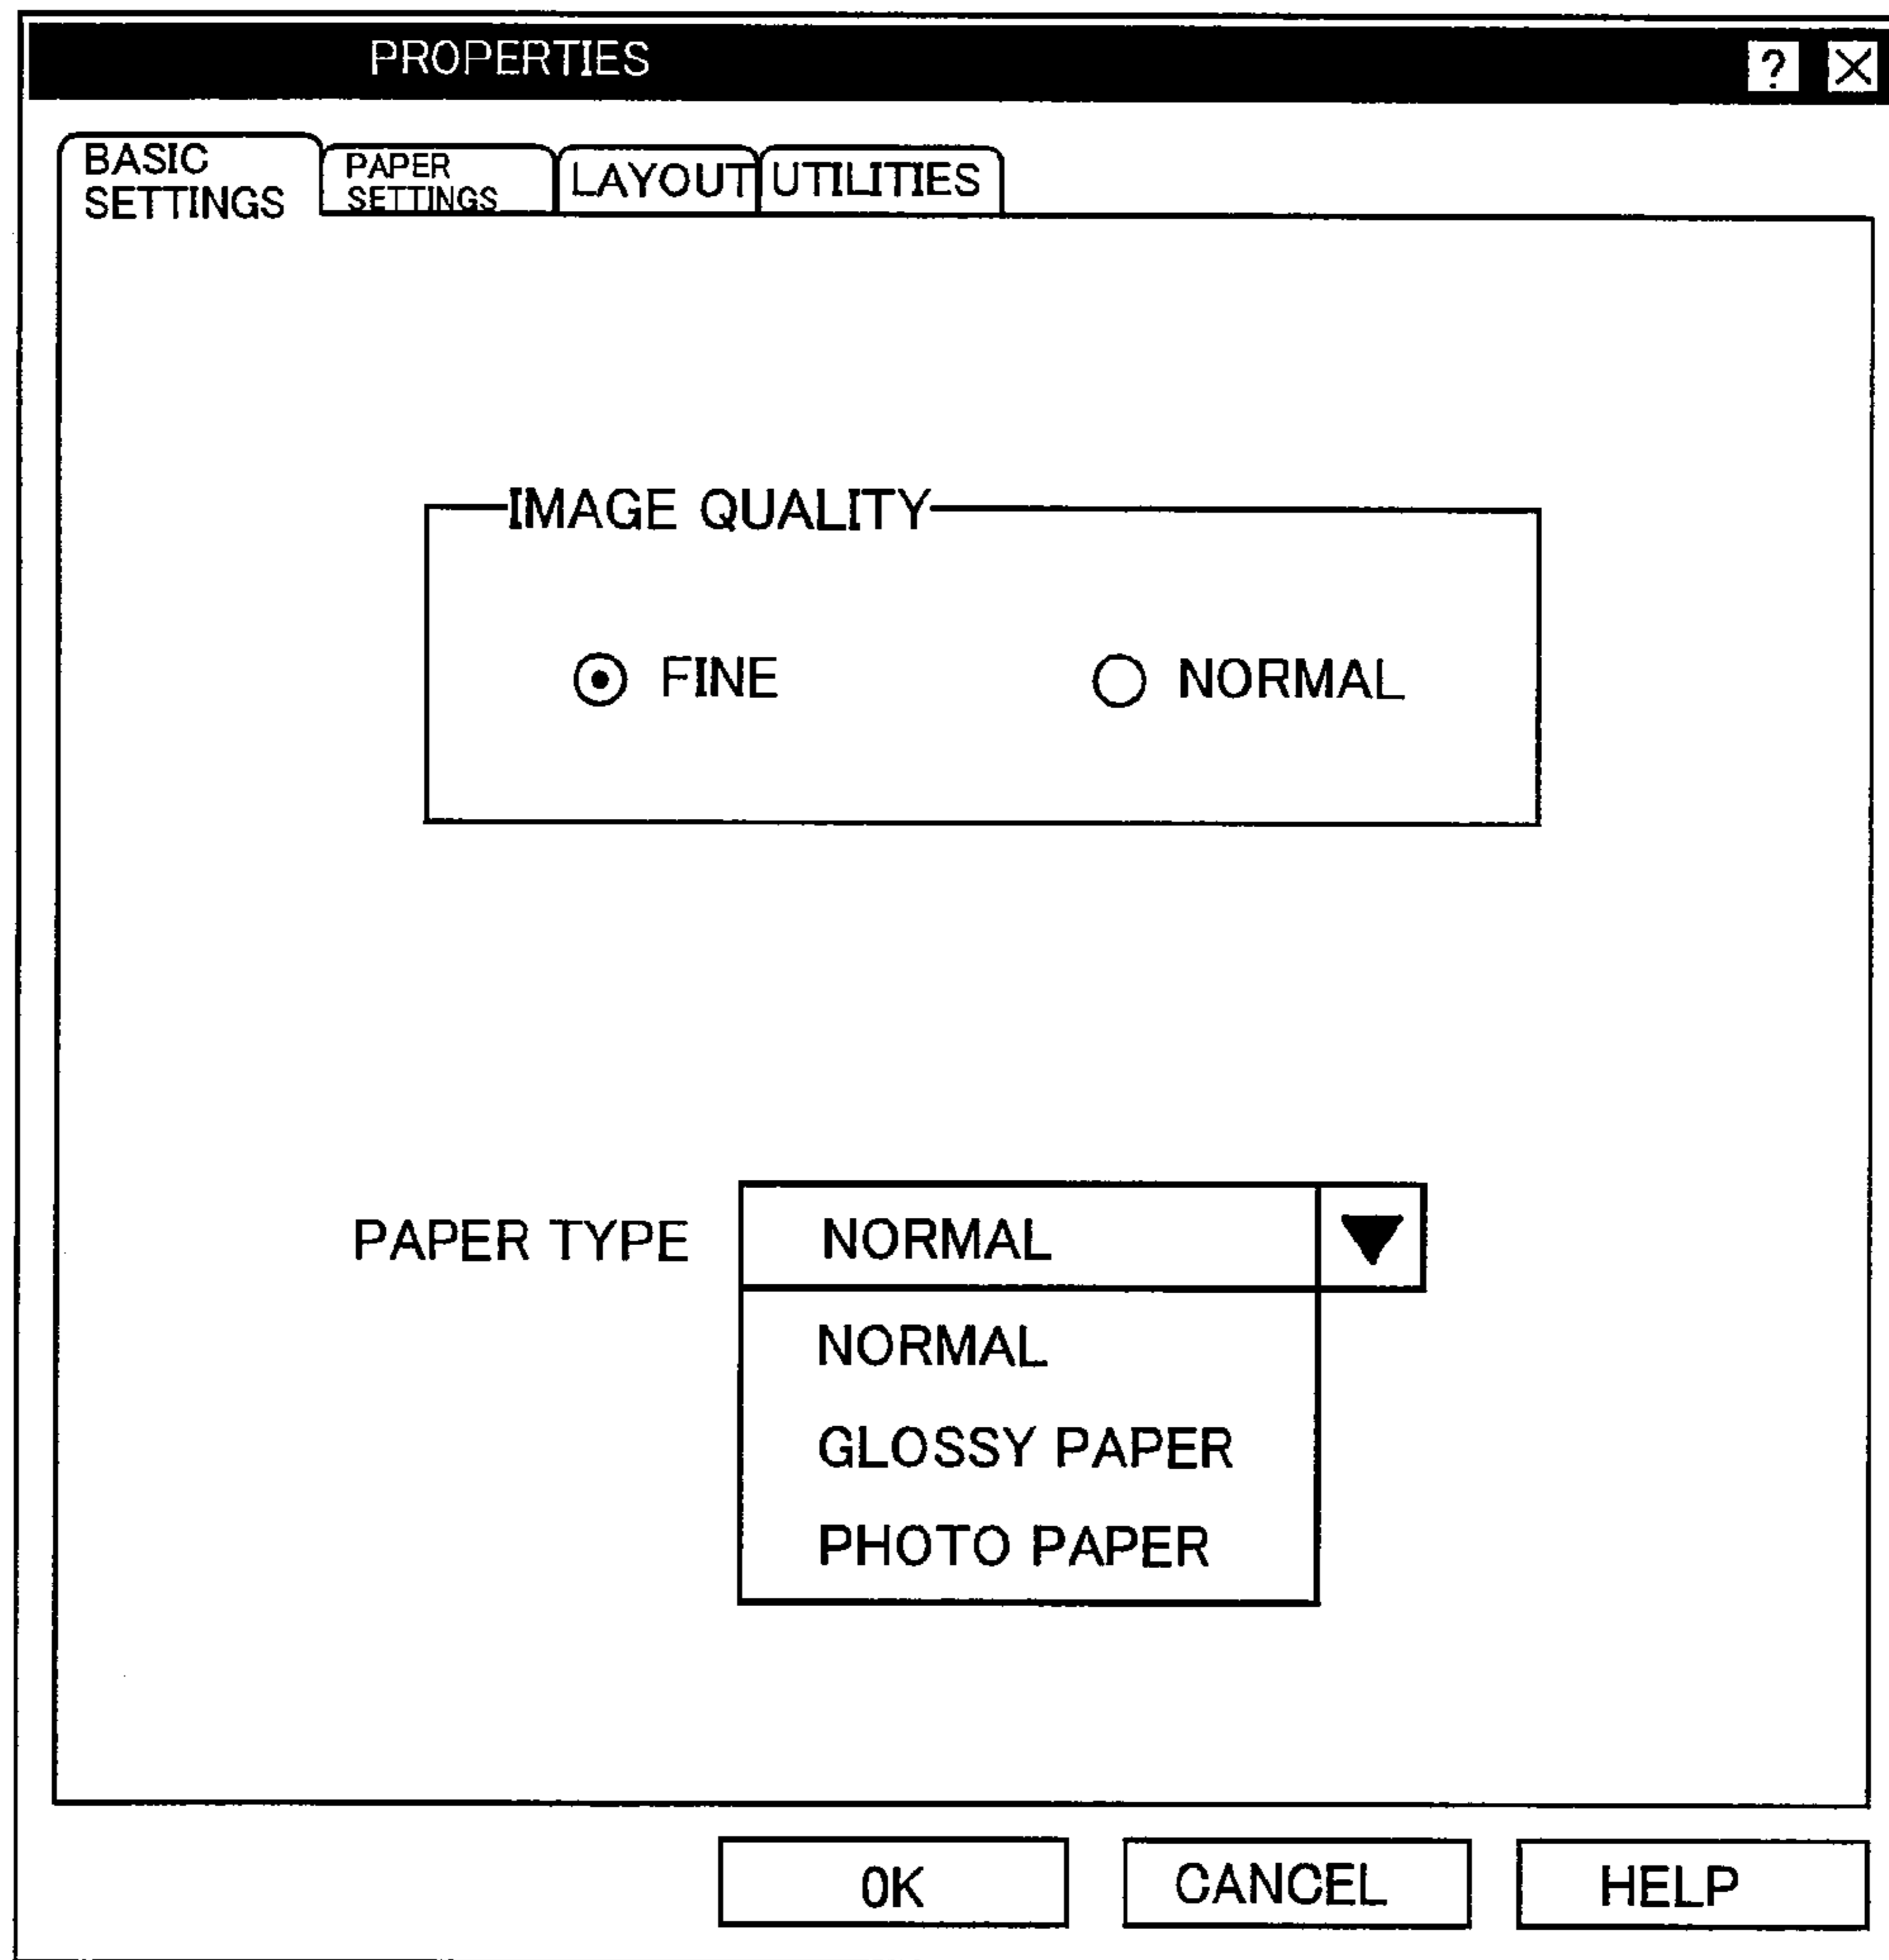 PROPERTIES ? X
BASIC
SETTINGS
PAPER
SETTINGS
LAYOUT
UTILITIES
IMAGE QUALITY
FINE NORMAL
PAPER TYPE NORMAL
NORMAL
GLOSSY PAPER
PHOTO PAPER
OK CANCEL HELP